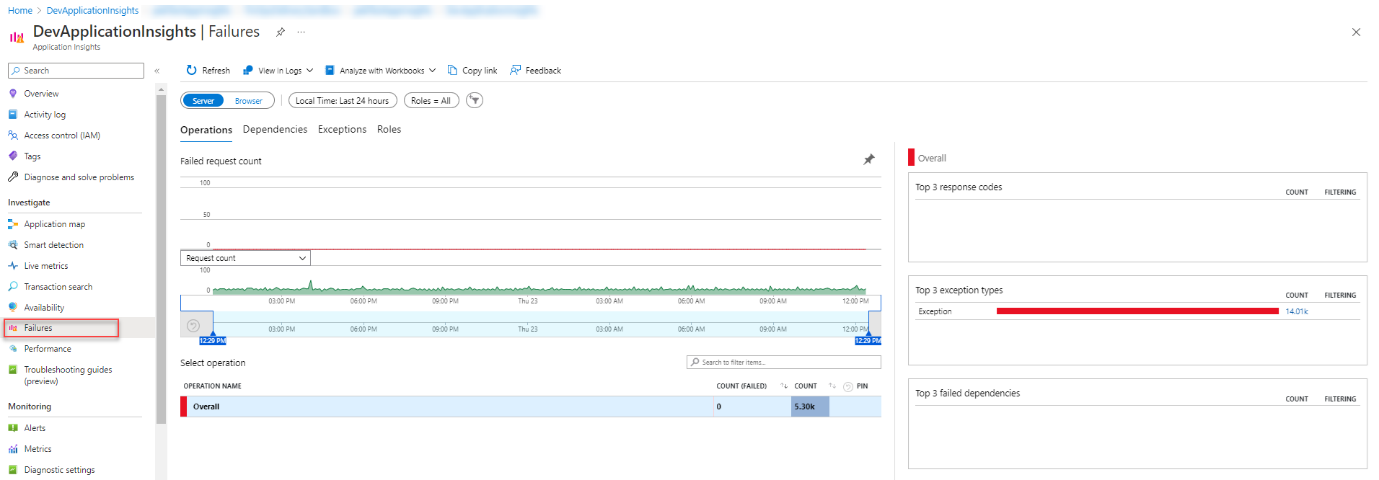 Home > DevApplicationInsights >
DevApplicationInsights | Failures ...
Application Insights
Search «
Overview
Activity log
Access control (IAM)
Tags
Diagnose and solve problems
Investigate
Application map
Smart detection
Live metrics
Transaction search
Availability
Failures
Performance
Troubleshooting guides
(preview)
Monitoring
Alerts
Metrics
Diagnostic settings
Refresh View in Logs Analyze with Workbooks Copy link Feedback
Server Browser Local Time: Last 24 hours Roles = All
Operations Dependencies Exceptions Roles
Failed request count
100
50
0
Request count
100
0
03:00 PM 06:00 PM 09:00 PM Thu 23 03:00 AM 06:00 AM 09:00 AM 12:00 PM
03:00 PM 06:00 PM 09:00 PM Thu 23 03:00 AM 06:00 AM 09:00 AM 12:00 PM
12:29 PM 12:29 PM
Select operation Search to filter items...
OPERATION NAME COUNT (FAILED) COUNT PIN
Overall 0 5.30k
Overall
Top 3 response codes COUNT FILTERING
Top 3 exception types COUNT FILTERING
Exception 14.01k
Top 3 failed dependencies COUNT FILTERING